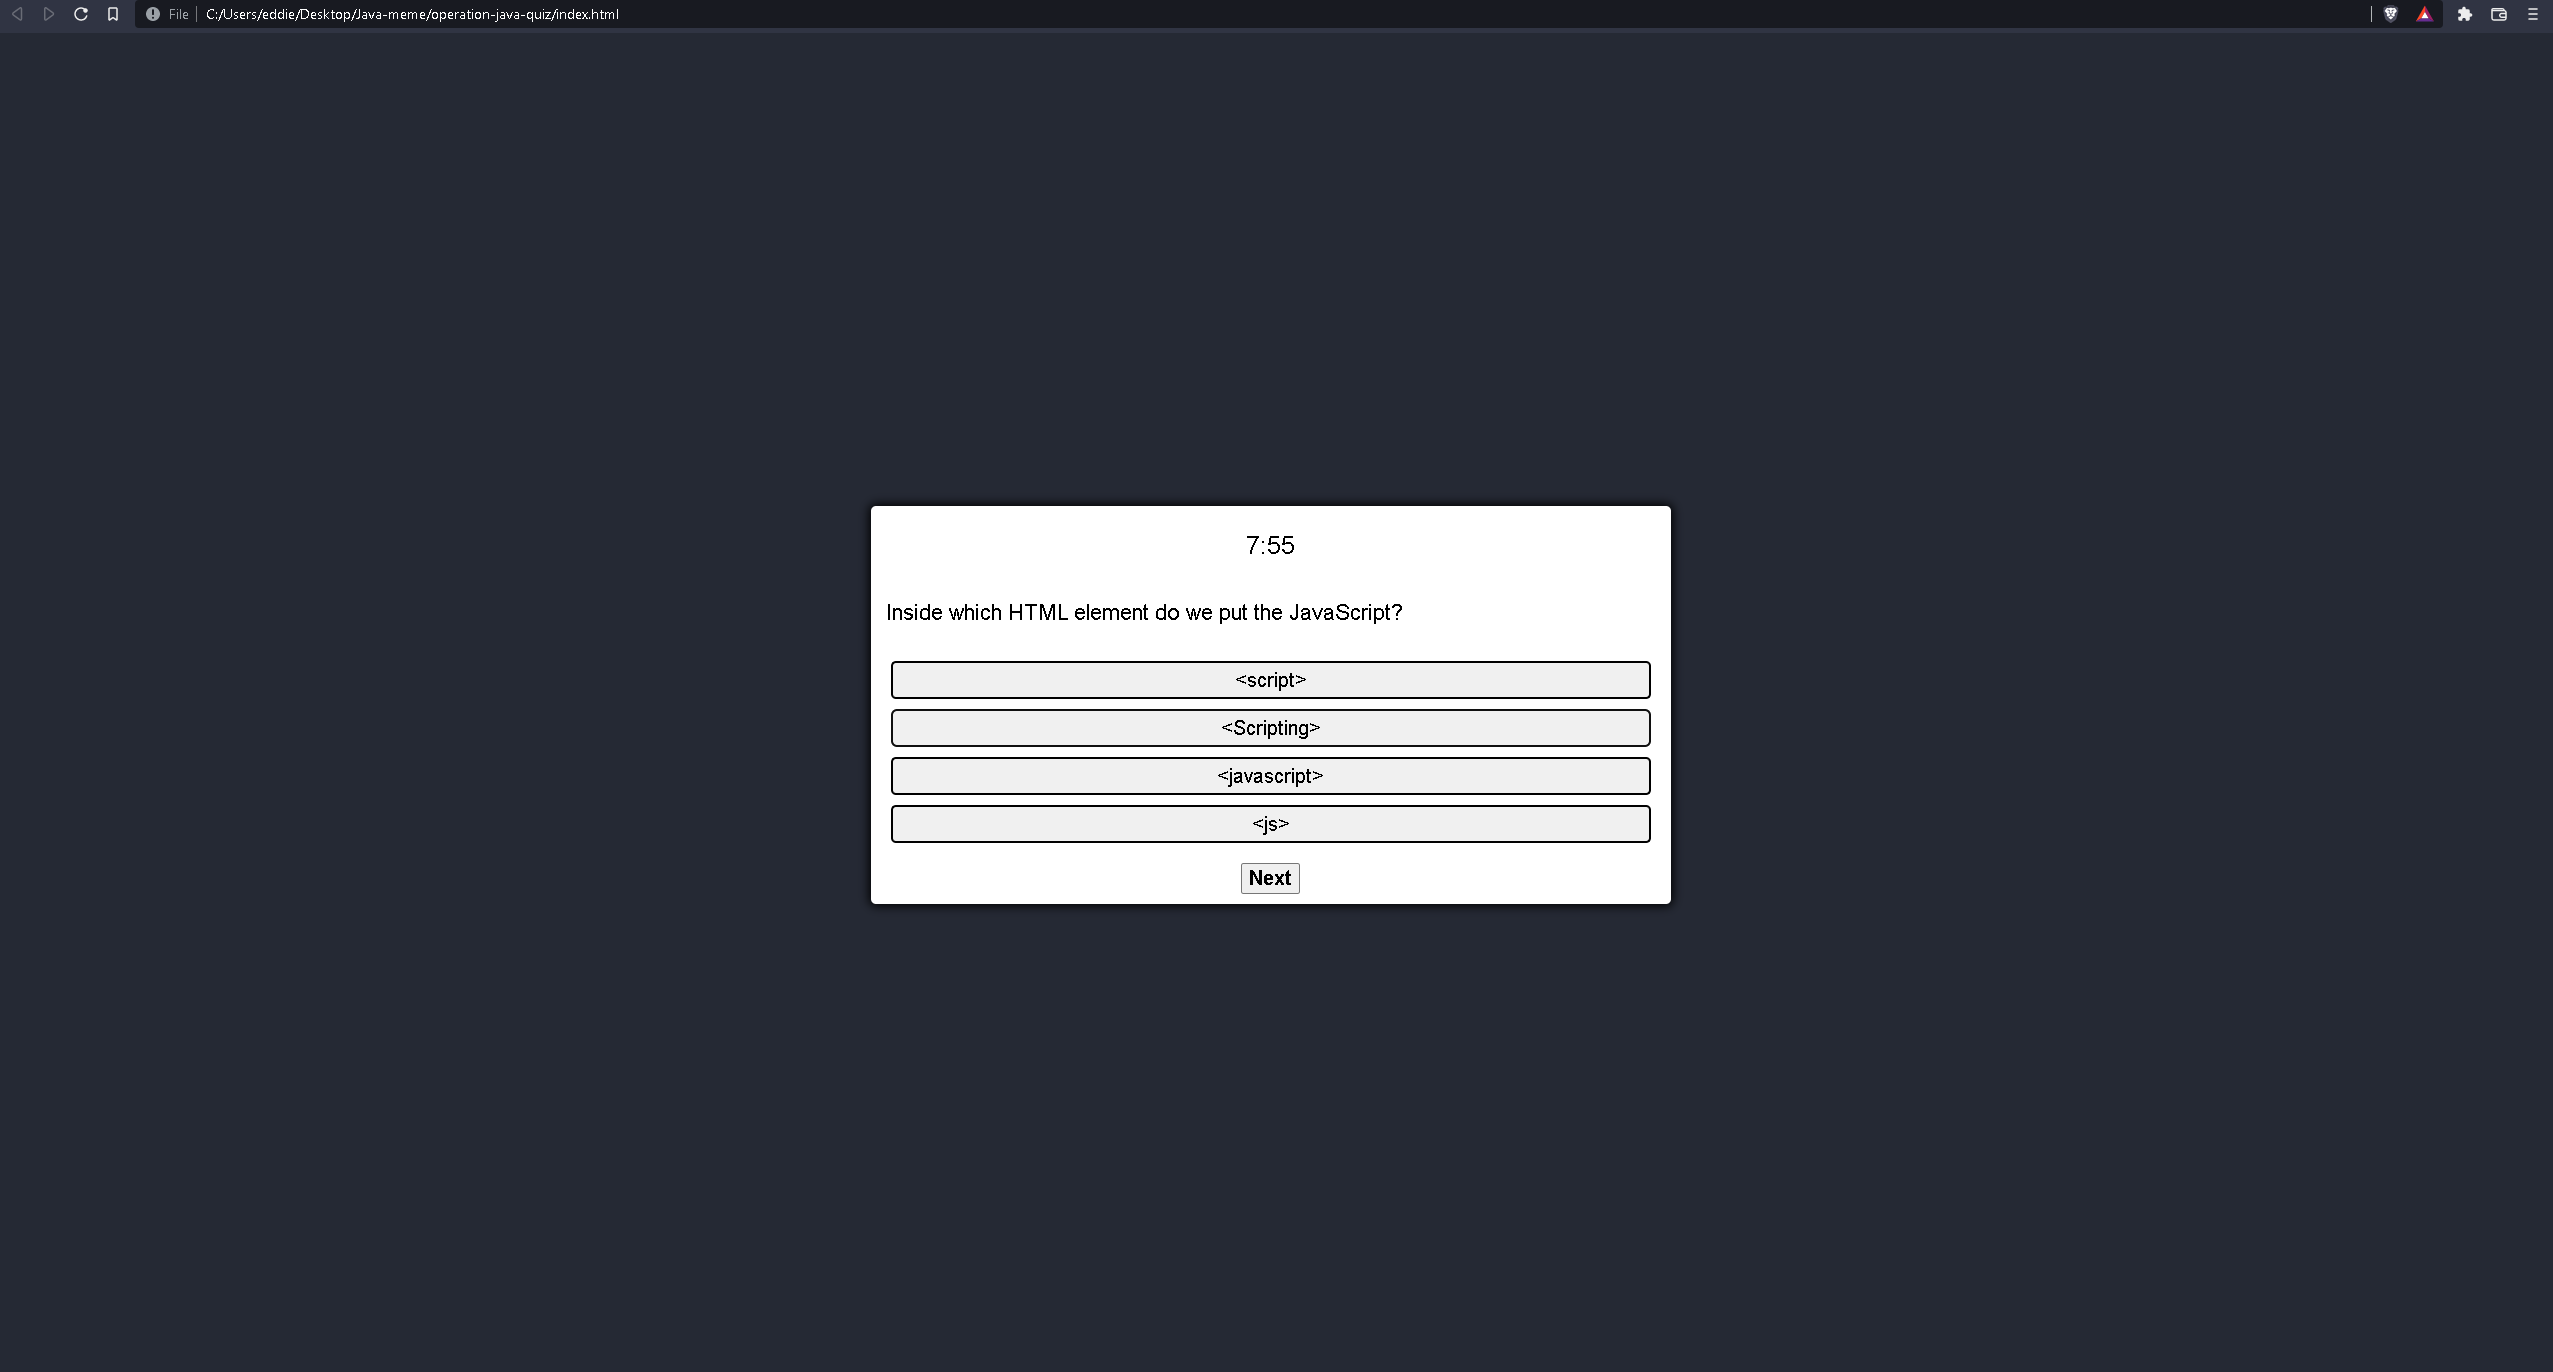 File C:/Users/eddie/Desktop/Java-meme/operation-java-quiz/index.html
7:55
Inside which HTML element do we put the JavaScript?
<script>
<Scripting>
<javascript>
<js>
Next